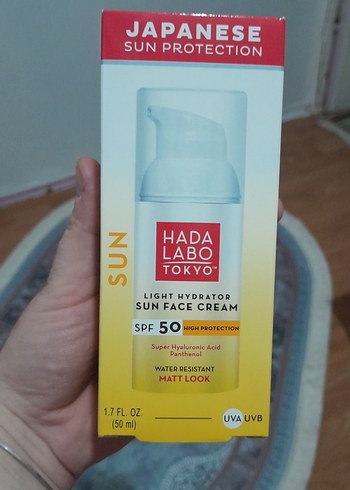 JAPANESE
SUN PROTECTION
SUN
HADA
LABO
TOKYO™
LIGHT HYDRATOR
SUN FACE CREAM
SPF 50 HIGH PROTECTION
Super Hyaluronic Acid
Panthenol
WATER RESISTANT
MATT LOOK
1.7 FL. OZ.
(50 ml)
UVA UVB